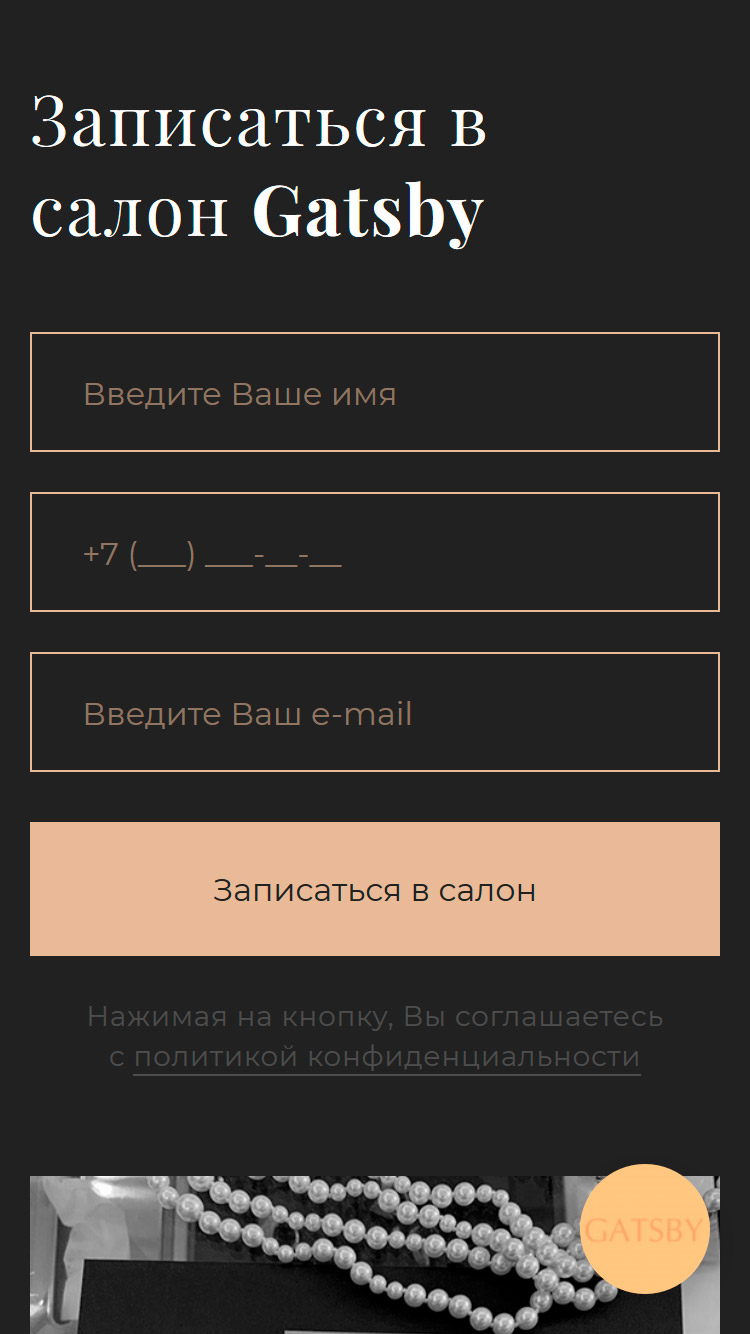 Записаться в
салон Gatsby
Введите Ваше имя
+7 (___) ___-__-__
Введите Ваш e-mail
Записаться в салон
Нажимая на кнопку, Вы соглашаетесь
с политикой конфиденциальности
GATSBY